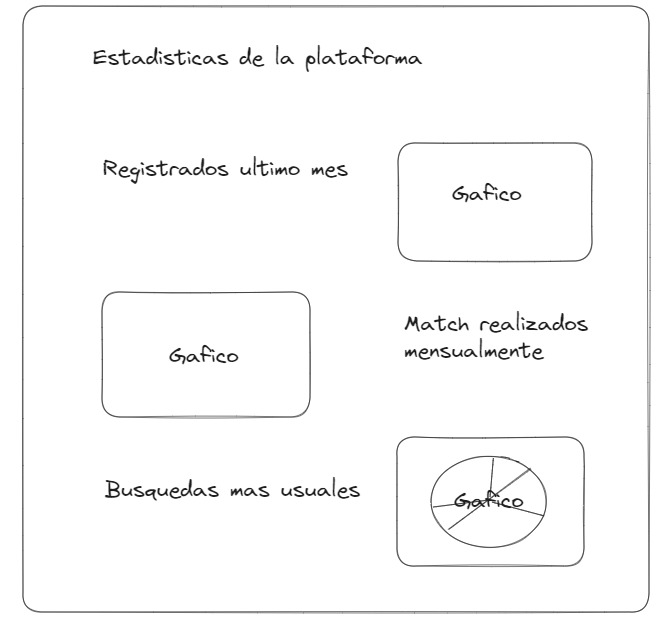 Estadisticas de la plataforma
Registrados ultimo mes
Gafico
Gafico
Match realizados
mensualmente
Busquedas mas usuales
Gafico